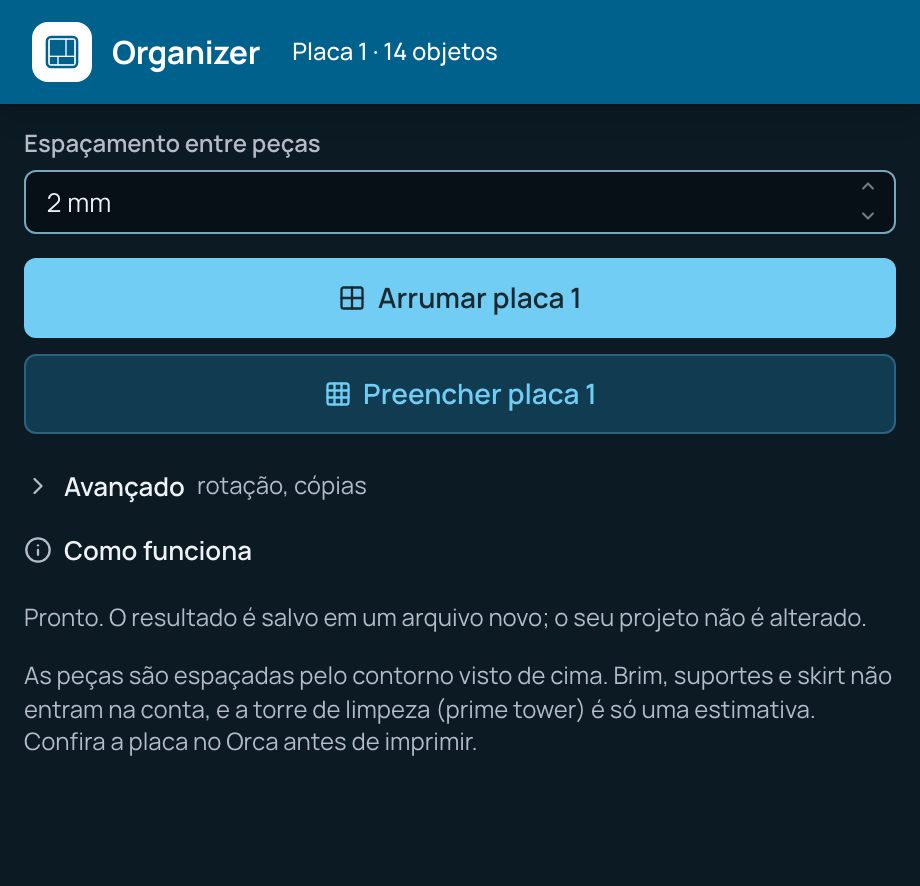 Organizer
Placa 1 · 14 objetos
Espaçamento entre peças
2 mm
Arrumar placa 1
Preencher placa 1
Avançado rotação, cópias
Como funciona
Pronto. O resultado é salvo em um arquivo novo; o seu projeto não é alterado.
As peças são espaçadas pelo contorno visto de cima. Brim, suportes e skirt não
entram na conta, e a torre de limpeza (prime tower) é só uma estimativa.
Confira a placa no Orca antes de imprimir.